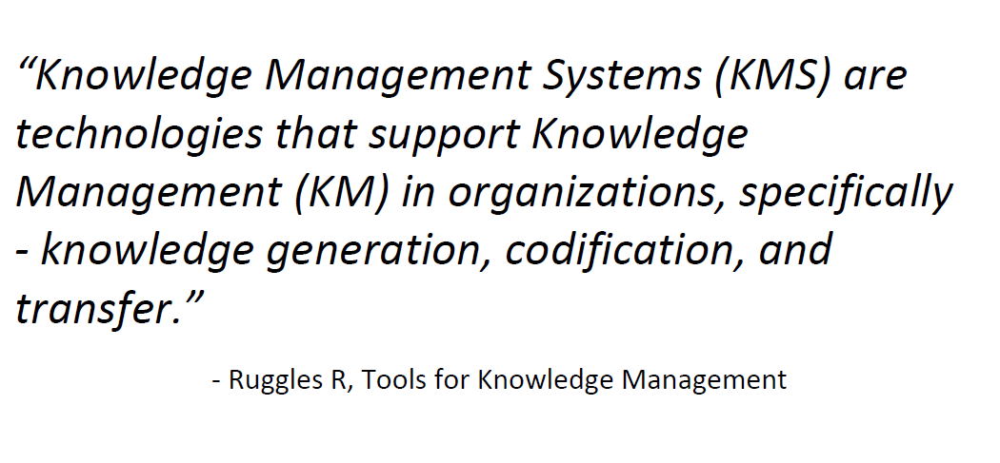 “Knowledge Management Systems (KMS) are
technologies that support Knowledge
Management (KM) in organizations, specifically
- knowledge generation, codification, and
transfer.”
- Ruggles R, Tools for Knowledge Management